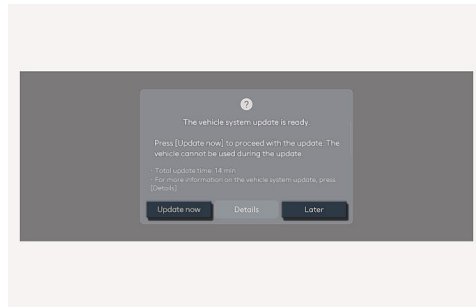 ?
The vehicle system update is ready.
Press [Update now] to proceed with the update. The
vehicle cannot be used during the update.
- Total update time: 14 min
- For more information on the vehicle system update, press
[Details].
Update now Details Later